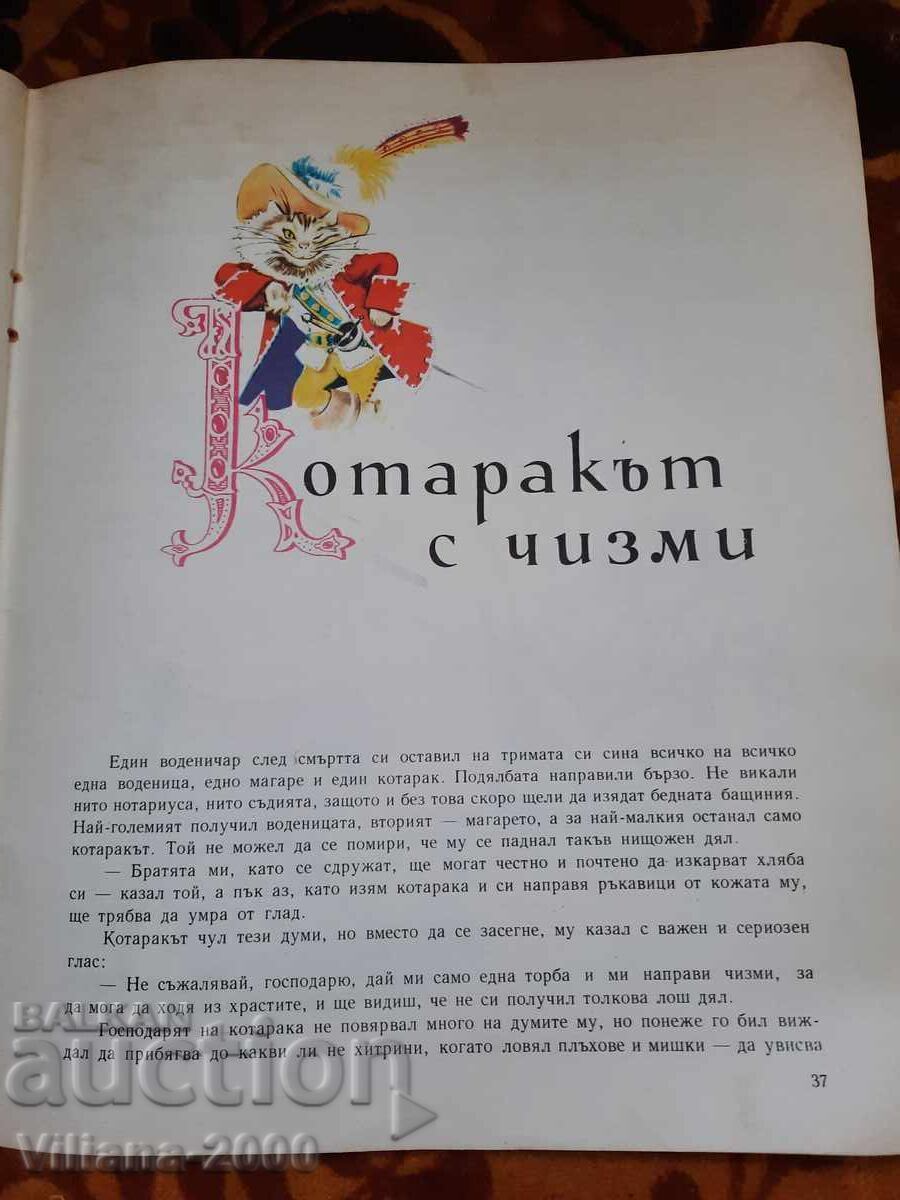 Котаракът
с чизми
Един воденичар след смъртта си оставил на тримата си сина всичко на всичко
една воденица, едно магаре и един котарак. Подялбата направили бързо. Не викали
нито нотариуса, нито съдията, защото и без това скоро щели да изядат бедната бащиния.
Най-големият получил воденицата, вторият — магарето, а за най-малкия останал само
котаракът. Той не можел да се помири, че му се паднал такъв нищожен дял.
— Братята ми, като се сдружат, ще могат честно и почтено да изкарват хляба
си — казал той, а пък аз, като изям котарака и си направя ръкавици от кожата му,
ще трябва да умра от глад.
Котаракът чул тези думи, но вместо да се засегне, му казал с важен и сериозен
глас:
— Не съжалявай, господарю, дай ми само една торба и ми направи чизми, за
да мога да ходя из храстите, и ще видиш, че не си получил толкова лош дял.
Господарят на котарака не повярвал много на думите му, но понеже го бил виж-
дал да прибягва до какви ли не хитрини, когато ловял плъхове и мишки — да увисва
37
BALKAN
auction
Viliana-2000